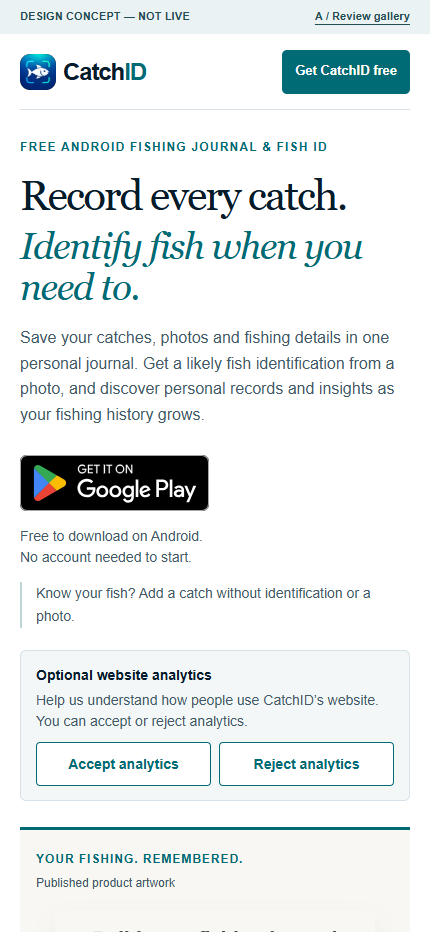 DESIGN CONCEPT — NOT LIVE
A / Review gallery
CatchID
Get CatchID free
FREE ANDROID FISHING JOURNAL & FISH ID
Record every catch.
Identify fish when you
need to.
Save your catches, photos and fishing details in one
personal journal. Get a likely fish identification from a
photo, and discover personal records and insights as
your fishing history grows.
GET IT ON
Google Play
Free to download on Android.
No account needed to start.
Know your fish? Add a catch without identification or a
photo.
Optional website analytics
Help us understand how people use CatchID’s website.
You can accept or reject analytics.
Accept analytics
Reject analytics
YOUR FISHING. REMEMBERED.
Published product artwork